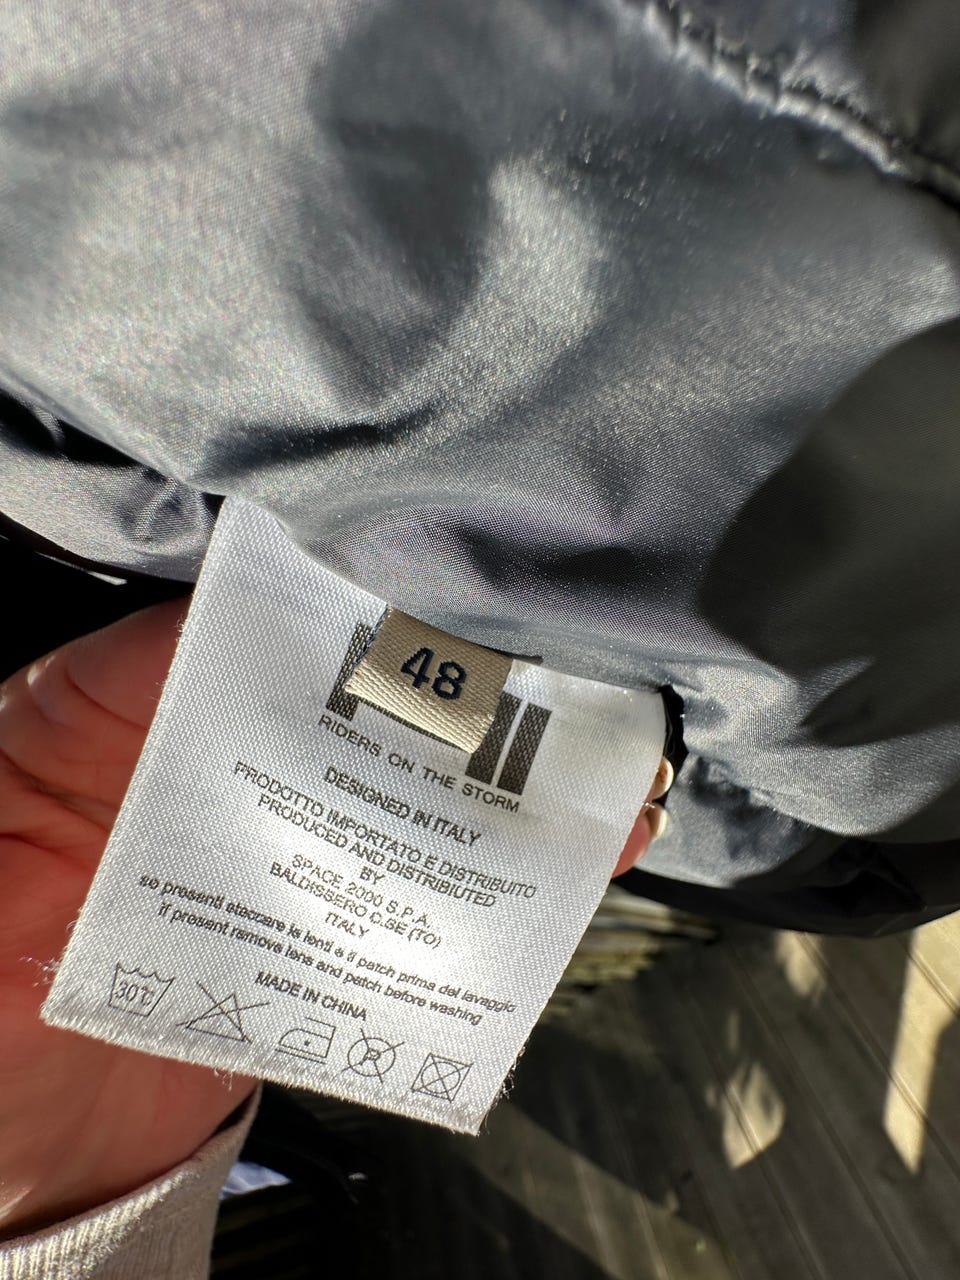 48
RIDERS ON THE STORM
DESIGNED IN ITALY
PRODOTTO IMPORTATO E DISTRIBUITO
PRODUCED AND DISTRIBIUTED
BY
SPACE 2000 S.P.A.
BALDISSERO C.SE (TO)
ITALY
se presenti staccare le lenti e il patch prima del lavaggio
if present remove lens and patch before washing
MADE IN CHINA
30°C
P